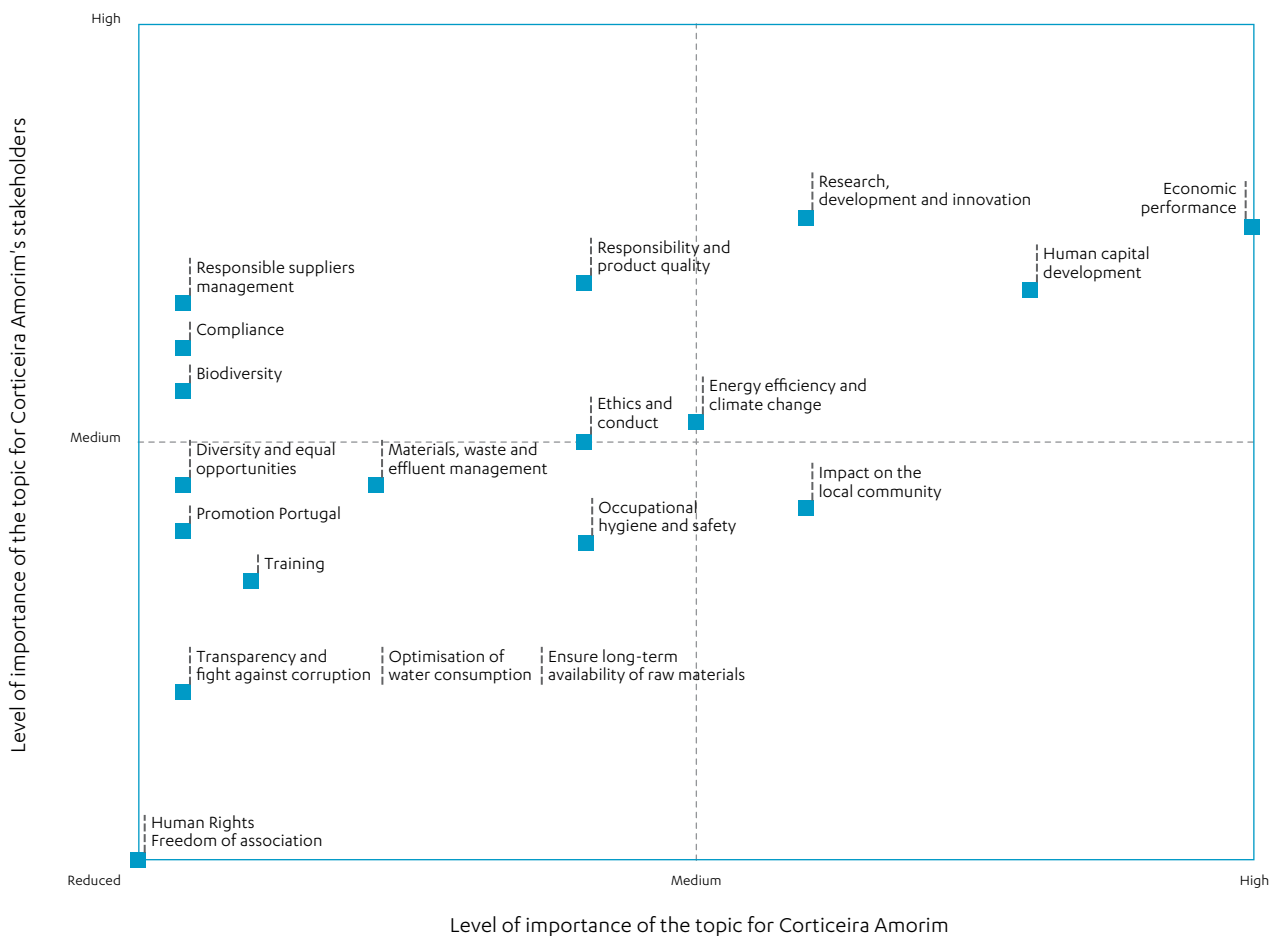 High
Research,
development and innovation
Economic
performance
Responsibility and
product quality
Human capital
development
Responsible suppliers
management
Compliance
Biodiversity
Energy efficiency and
climate change
Ethics and
conduct
Medium
Diversity and equal
opportunities
Materials, waste and
effluent management
Impact on the
local community
Promotion Portugal
Occupational
hygiene and safety
Training
Transparency and
fight against corruption
Optimisation of
water consumption
Ensure long-term
availability of raw materials
Human Rights
Freedom of association
Reduced
Medium
High
Level of importance of the topic for Corticeira Amorim's stakeholders
Level of importance of the topic for Corticeira Amorim